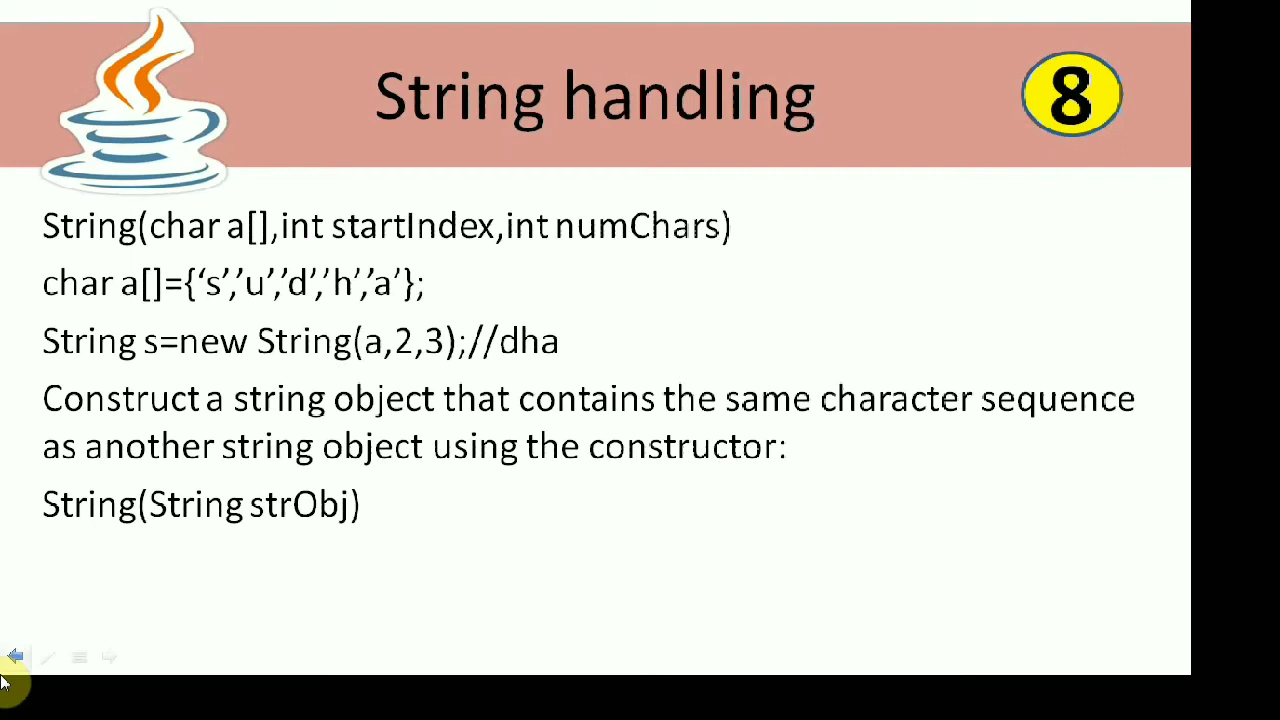 String handling
8
String(char a[],int startIndex,int numChars)
char a[]={‘s’,’u’,’d’,’h’,’a’};
String s=new String(a,2,3);//dha
Construct a string object that contains the same character sequence
as another string object using the constructor:
String(String strObj)